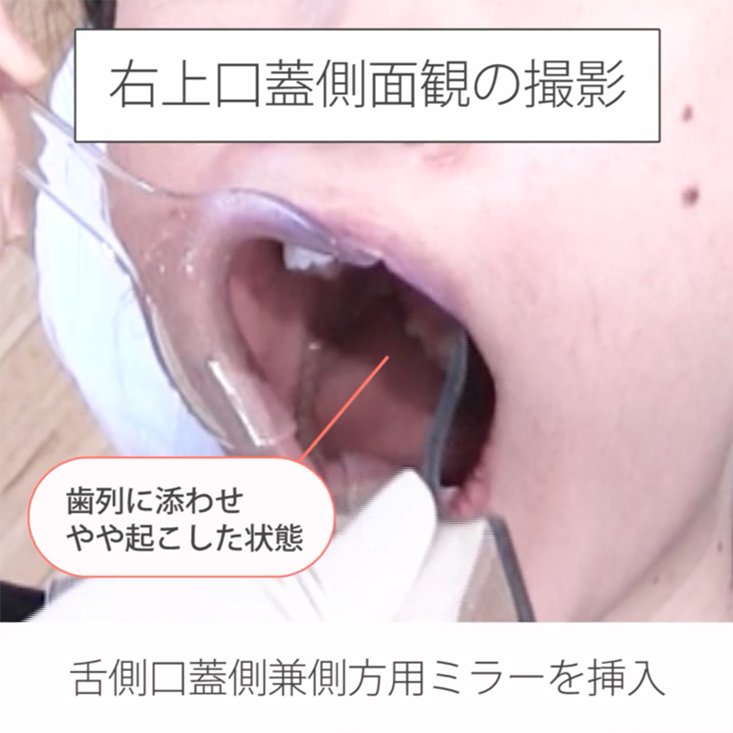 右上口蓋側面観の撮影
歯列に添わせ
やや起こした状態
舌側口蓋側兼側方用ミラーを挿入